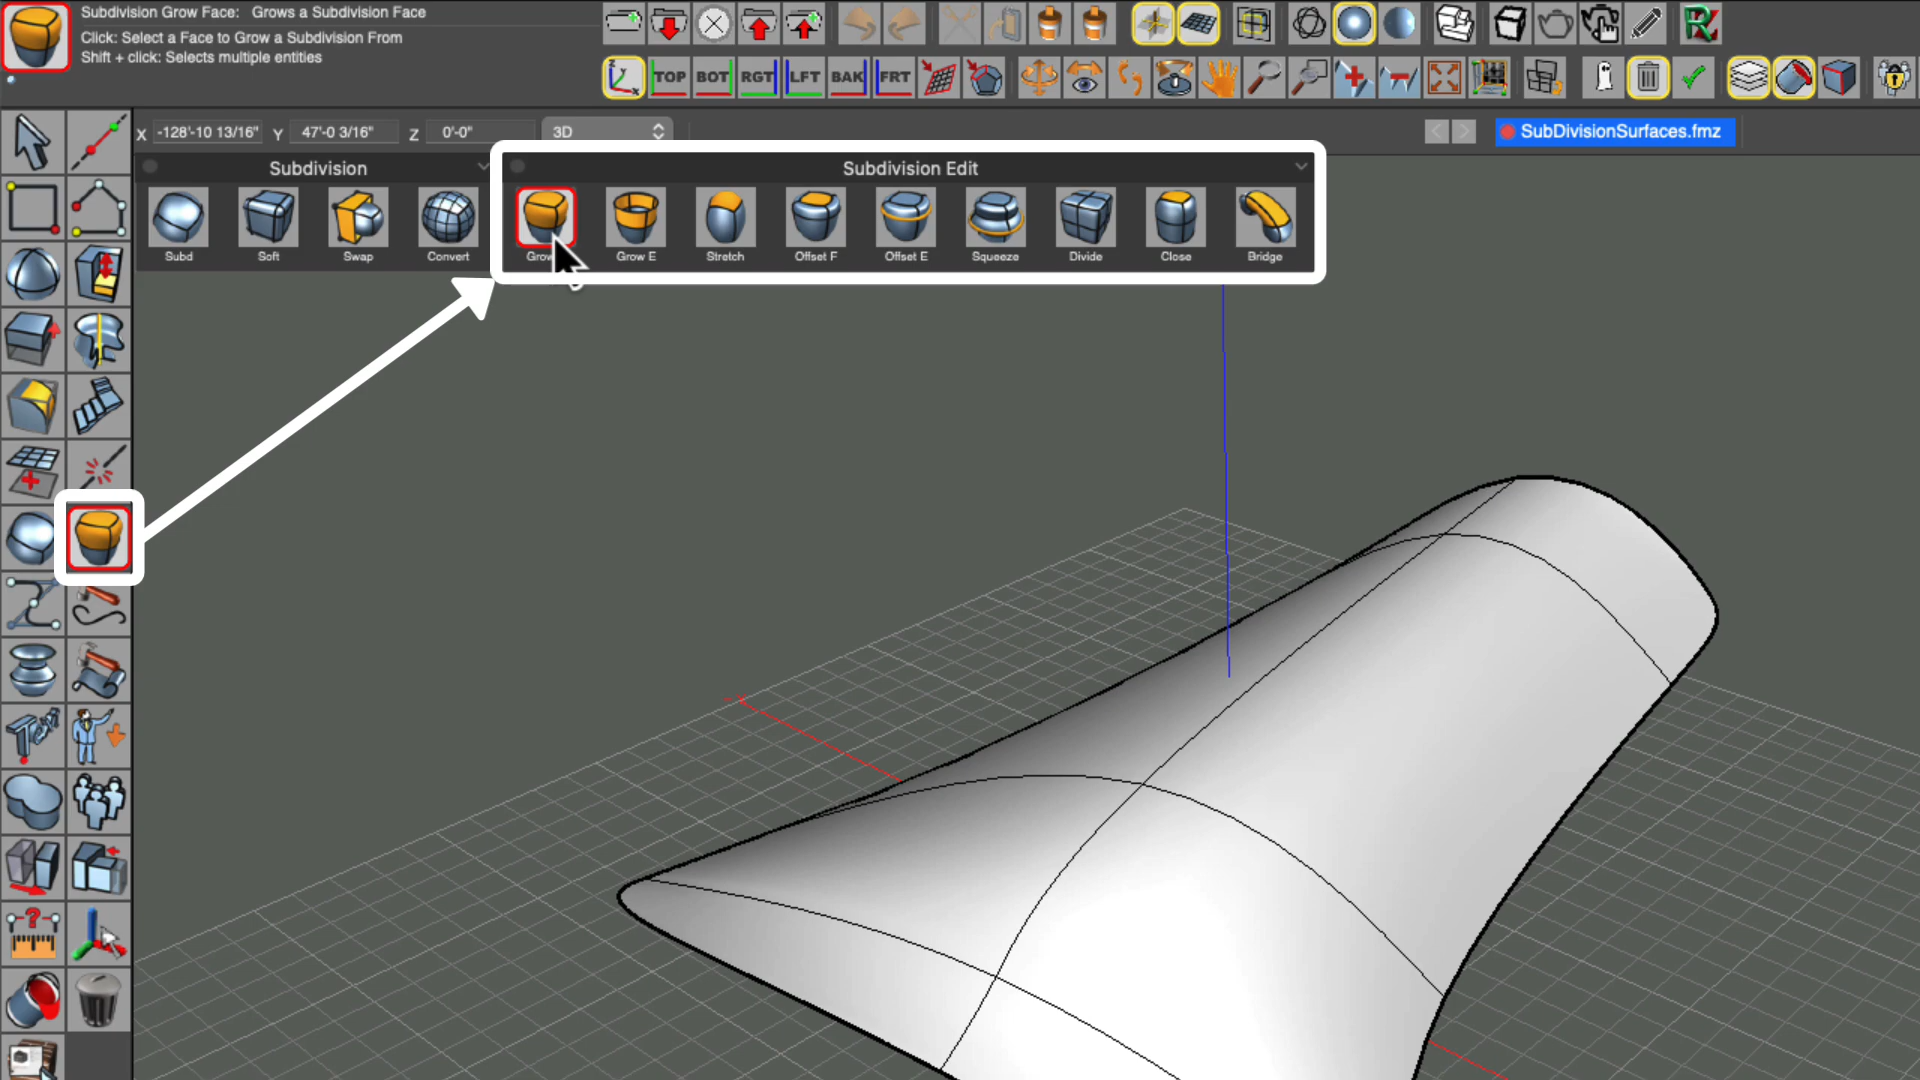 Subdivision Grow Face: Grows a Subdivision Face
Click: Select a Face to Grow a Subdivision From
Shift + click: Selects multiple entities
TOP BOT RGT LFT BAK FRT
X -128'-10 13/16" Y 47'-0 3/16" Z 0'-0" 3D
SubDivisionSurfaces.fmz
Subdivision
Subd Soft Swap Convert
Subdivision Edit
Grow E Stretch Offset F Offset E Squeeze Divide Close Bridge